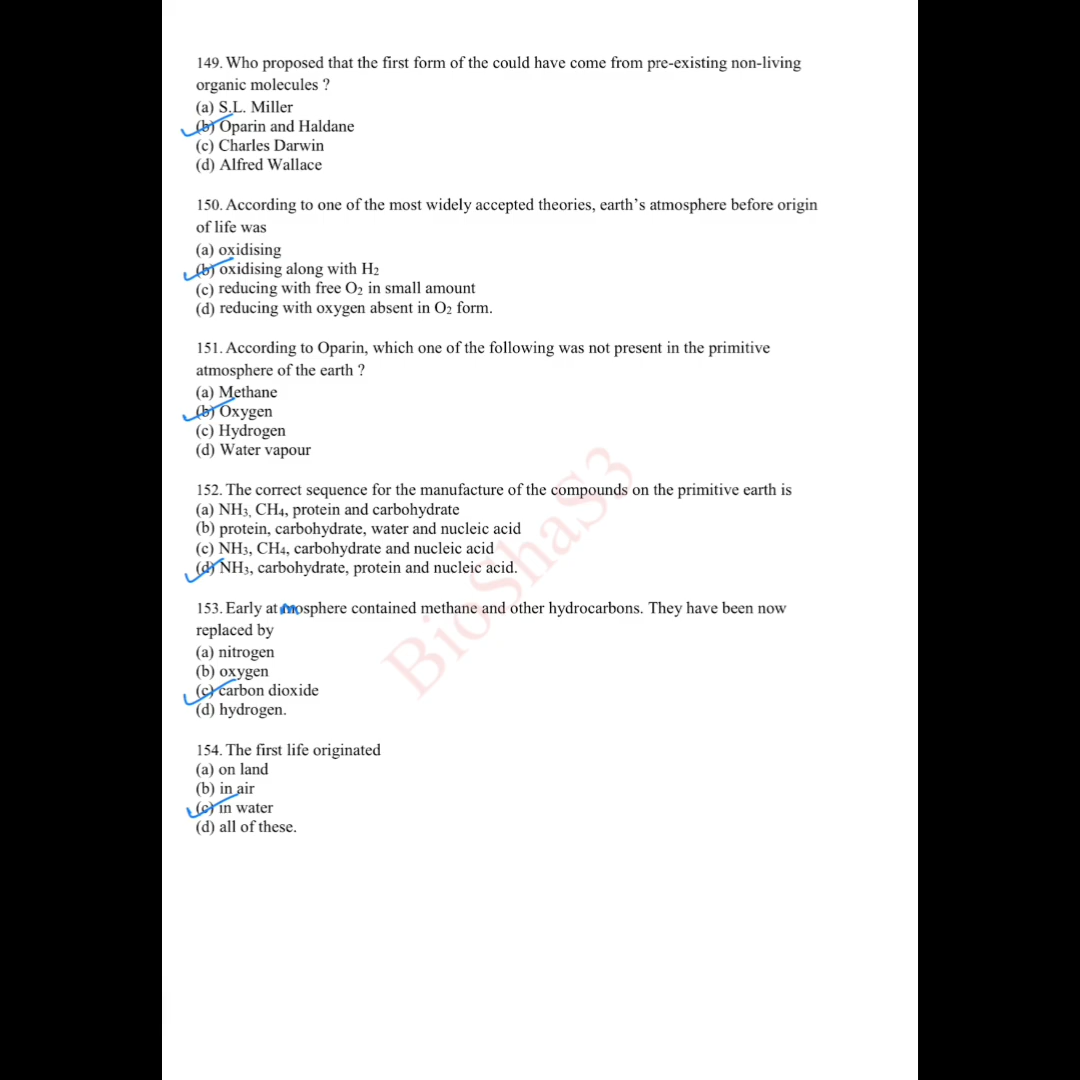 149. Who proposed that the first form of the could have come from pre-existing non-living
organic molecules ?
(a) S.L. Miller
(b) Oparin and Haldane
(c) Charles Darwin
(d) Alfred Wallace
150. According to one of the most widely accepted theories, earth's atmosphere before origin
of life was
(a) oxidising
(b) oxidising along with H₂
(c) reducing with free O₂ in small amount
(d) reducing with oxygen absent in O₂ form.
151. According to Oparin, which one of the following was not present in the primitive
atmosphere of the earth ?
(a) Methane
(b) Oxygen
(c) Hydrogen
(d) Water vapour
152. The correct sequence for the manufacture of the compounds on the primitive earth is
(a) NH₃, CH₄, protein and carbohydrate
(b) protein, carbohydrate, water and nucleic acid
(c) NH₃, CH₄, carbohydrate and nucleic acid
(d) NH₃, carbohydrate, protein and nucleic acid.
153. Early atmosphere contained methane and other hydrocarbons. They have been now
replaced by
(a) nitrogen
(b) oxygen
(c) carbon dioxide
(d) hydrogen.
154. The first life originated
(a) on land
(b) in air
(c) in water
(d) all of these.
BioShaS3